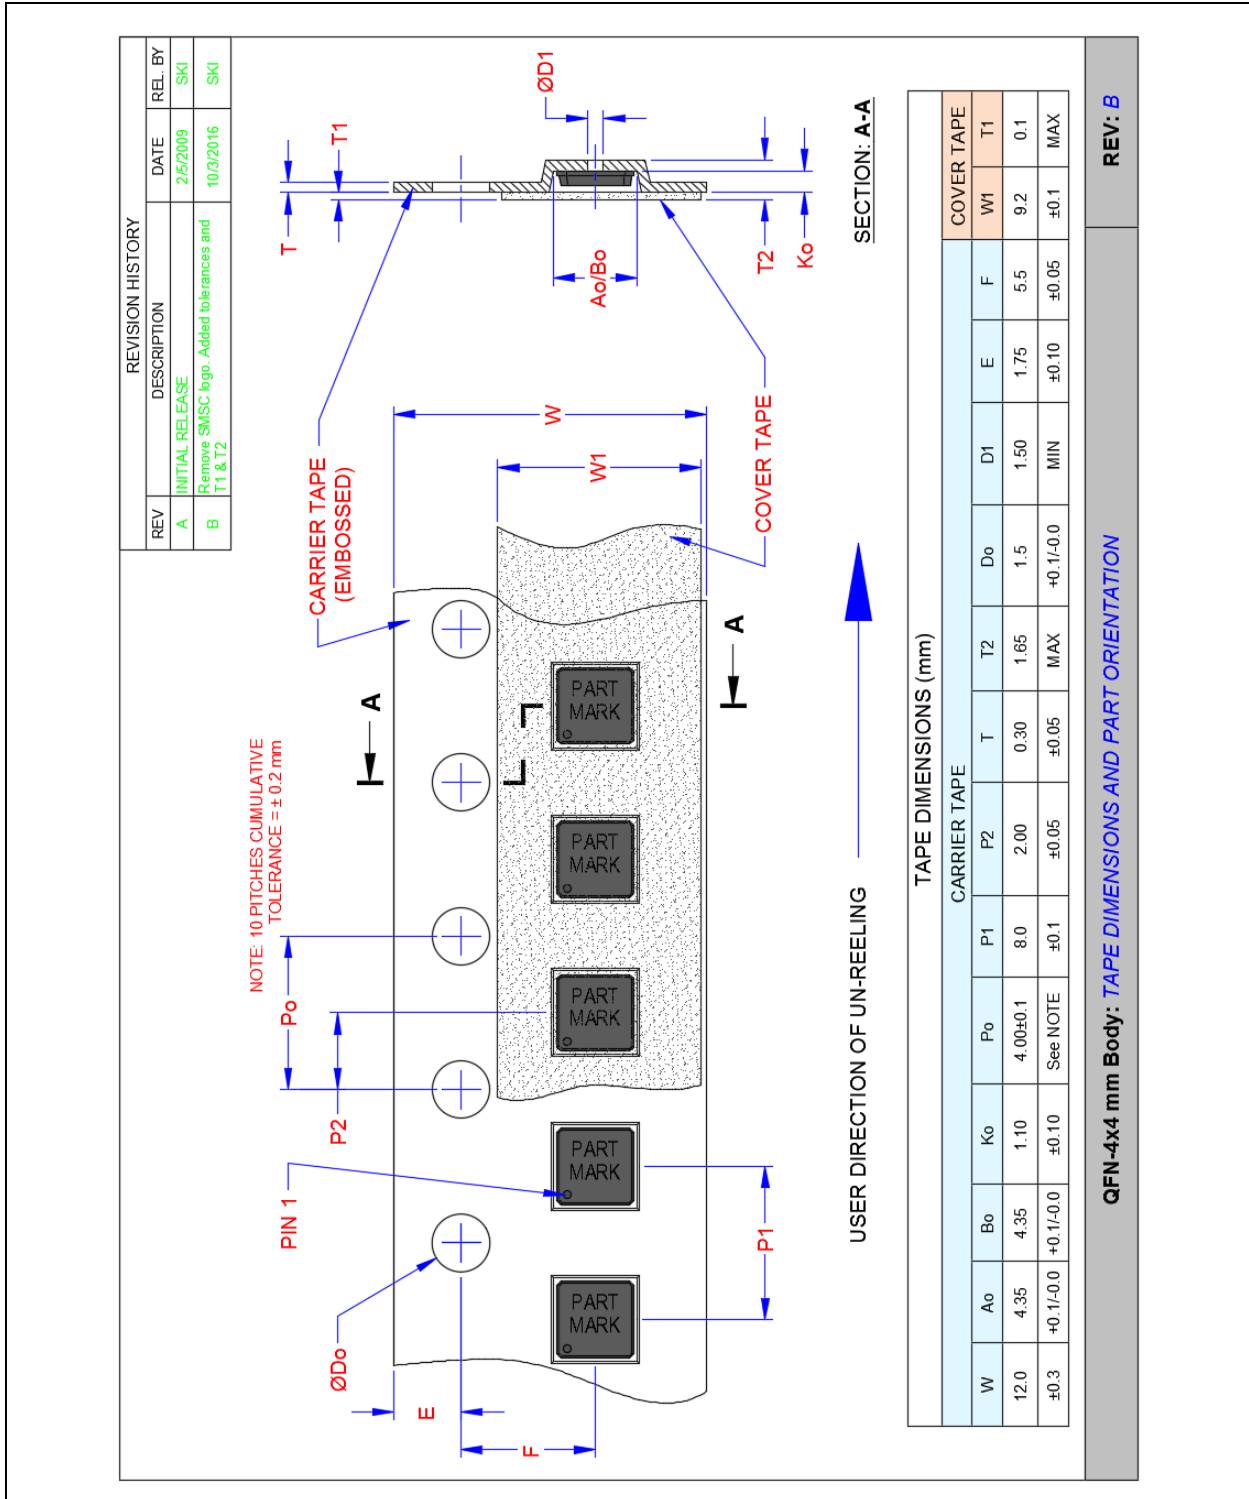 REVISION HISTORY
REV DESCRIPTION DATE REL. BY
A INITIAL RELEASE 2/5/2009 SKI
B Remove SMSC logo. Added tolerances and T1 & T2 10/3/2016 SKI
NOTE: 10 PITCHES CUMULATIVE
TOLERANCE = ± 0.2 mm
CARRIER TAPE
(EMBOSSED)
T
T1
ØD1
Po
P2
PIN 1
ØDo
A
A
E
F
W
W1
Ao/Bo
T2
Ko
PART
MARK
PART
MARK
PART
MARK
PART
MARK
PART
MARK
P1
COVER TAPE
SECTION: A-A
USER DIRECTION OF UN-REELING
TAPE DIMENSIONS (mm)
CARRIER TAPE COVER TAPE
W Ao Bo Ko Po P1 P2 T T2 Do D1 E F W1 T1
12.0 4.35 4.35 1.10 4.00±0.1 8.0 2.00 0.30 1.65 1.5 1.50 1.75 5.5 9.2 0.1
±0.3 +0.1/-0.0 +0.1/-0.0 ±0.10 See NOTE ±0.1 ±0.05 ±0.05 MAX +0.1/-0.0 MIN ±0.10 ±0.05 ±0.1 MAX
QFN-4x4 mm Body: TAPE DIMENSIONS AND PART ORIENTATION REV: B